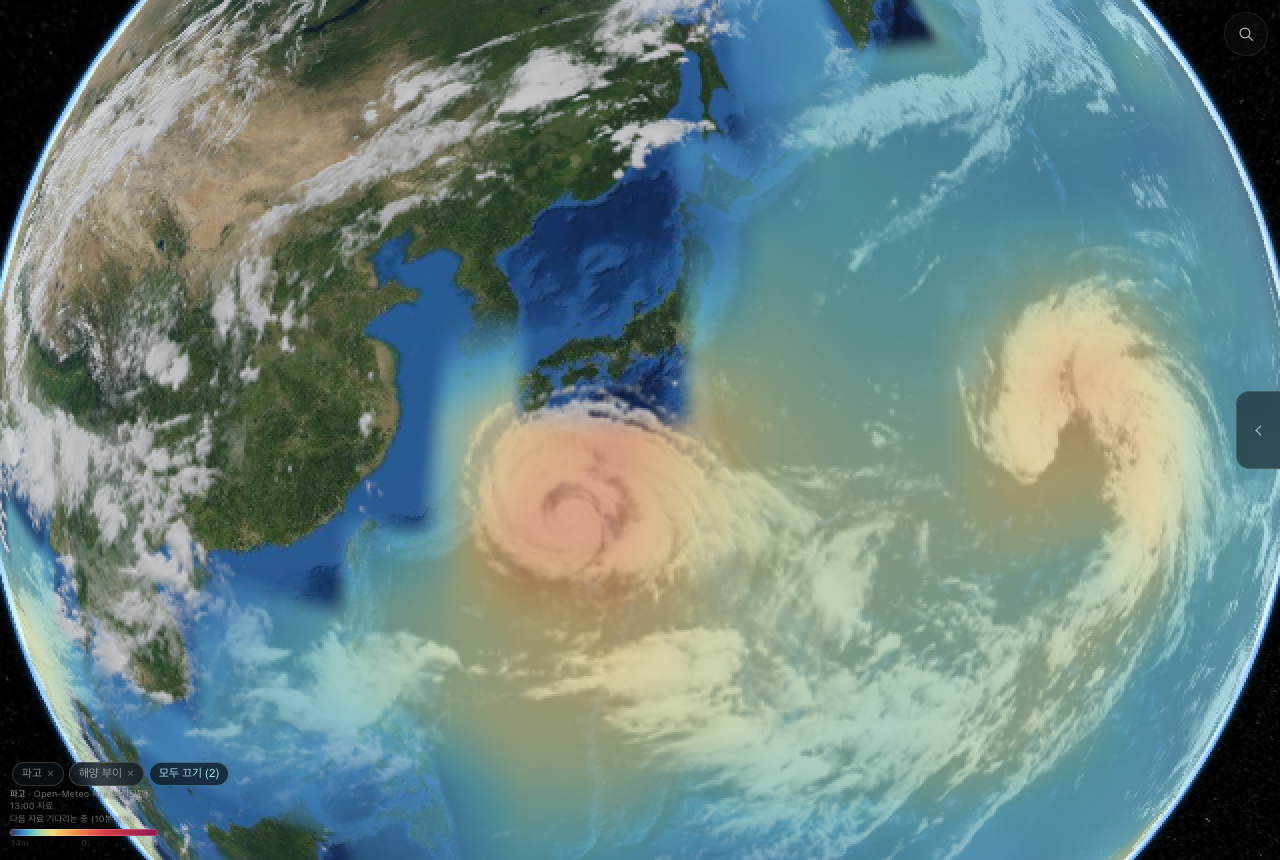 파고 ×
해양 부이 ×
모두 끄기 (2)
파고 · Open-Meteo
13:00 자료
다음 자료 기다리는 중 (10분
14m 0